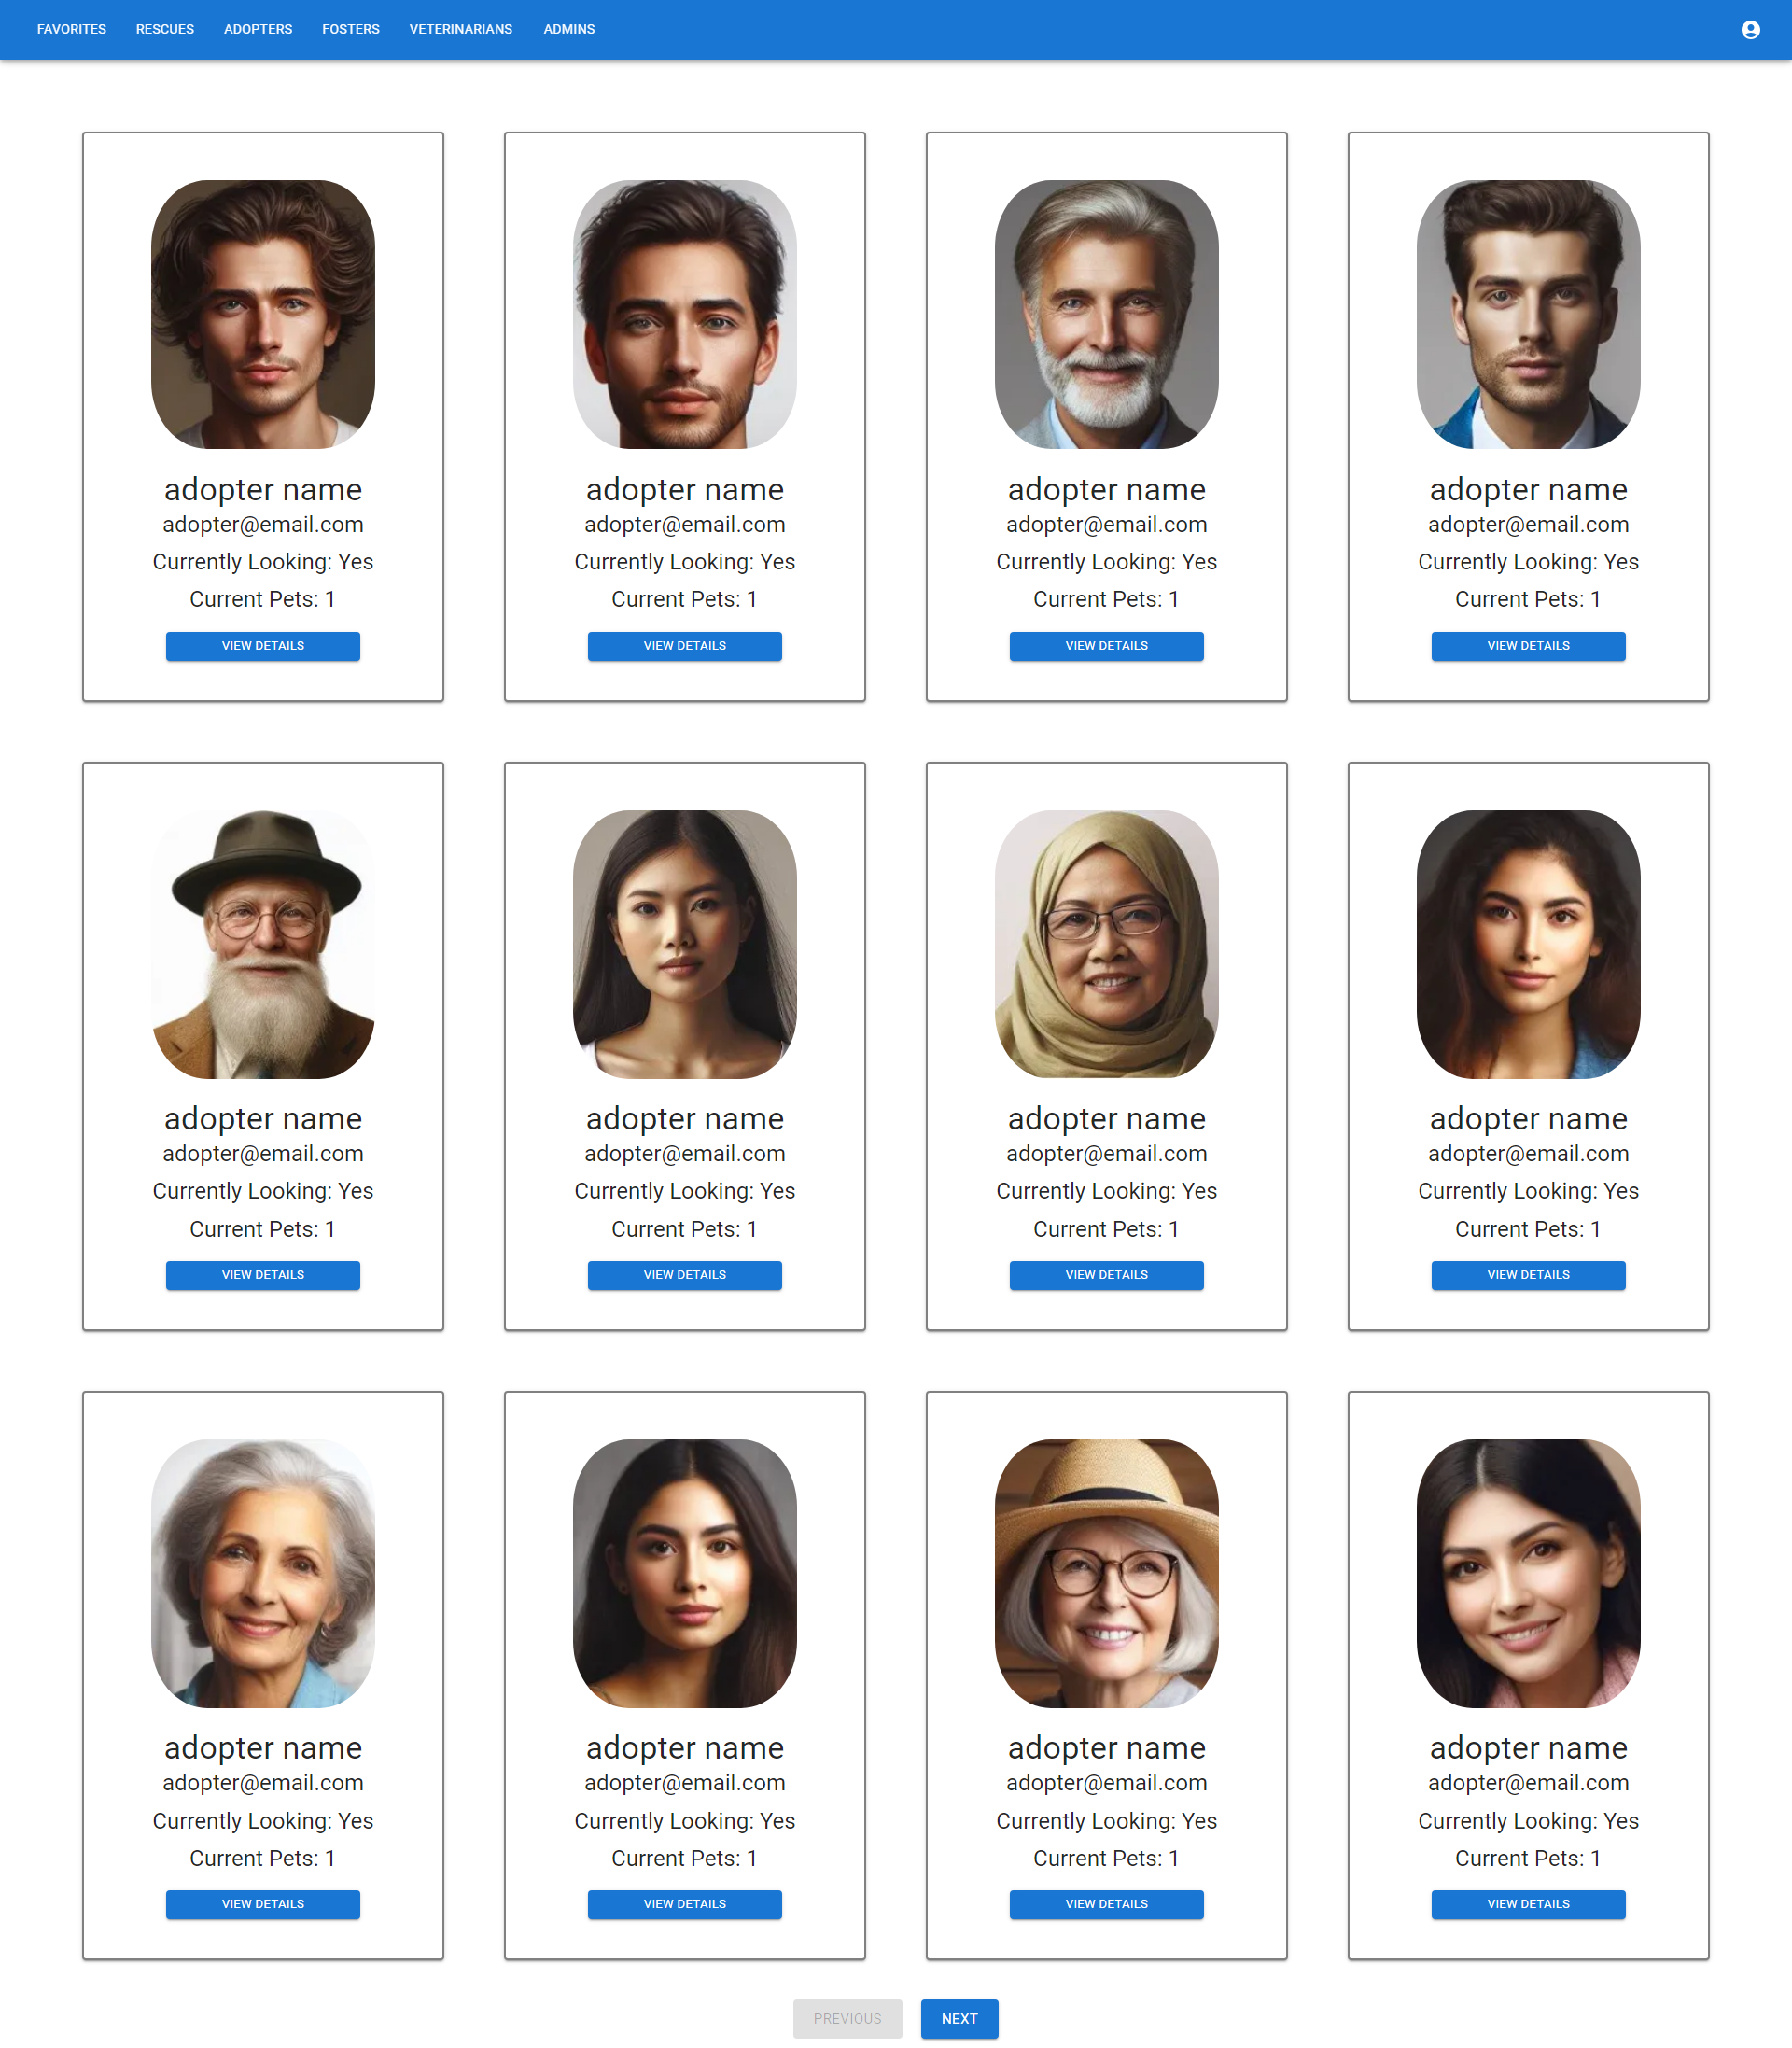 FAVORITES RESCUES ADOPTERS FOSTERS VETERINARIANS ADMINS
adopter name adopter name adopter name adopter name
adopter@email.com adopter@email.com adopter@email.com adopter@email.com
Currently Looking: Yes Currently Looking: Yes Currently Looking: Yes Currently Looking: Yes
Current Pets: 1 Current Pets: 1 Current Pets: 1 Current Pets: 1
VIEW DETAILS VIEW DETAILS VIEW DETAILS VIEW DETAILS
adopter name adopter name adopter name adopter name
adopter@email.com adopter@email.com adopter@email.com adopter@email.com
Currently Looking: Yes Currently Looking: Yes Currently Looking: Yes Currently Looking: Yes
Current Pets: 1 Current Pets: 1 Current Pets: 1 Current Pets: 1
VIEW DETAILS VIEW DETAILS VIEW DETAILS VIEW DETAILS
adopter name adopter name adopter name adopter name
adopter@email.com adopter@email.com adopter@email.com adopter@email.com
Currently Looking: Yes Currently Looking: Yes Currently Looking: Yes Currently Looking: Yes
Current Pets: 1 Current Pets: 1 Current Pets: 1 Current Pets: 1
VIEW DETAILS VIEW DETAILS VIEW DETAILS VIEW DETAILS
PREVIOUS NEXT